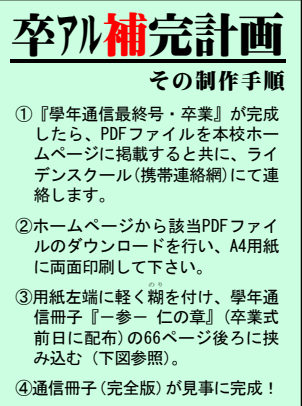 卒アル補完計画
その制作手順
①『學年通信最終号・卒業』が完成
したら、PDFファイルを本校ホー
ムページに掲載すると共に、ライ
デンスクール(携帯連絡網)にて連
絡します。
②ホームページから該当PDFファイ
ルのダウンロードを行い、A4用紙
に両面印刷して下さい。
③用紙左端に軽く糊を付け、學年通
のり
信冊子『－参－ 仁の章』(卒業式
前日に配布)の66ページ後ろに挟
み込む（下図参照)。
④通信冊子(完全版)が見事に完成！